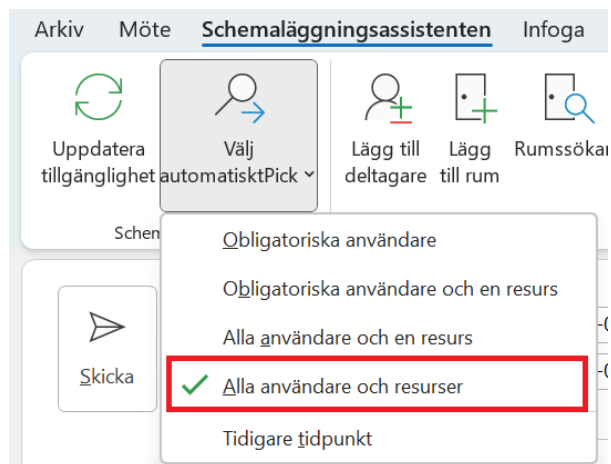 Arkiv Möte Schemaläggningsassistenten Infoga
Uppdatera tillgänglighet
Välj automatisktPick
Lägg till deltagare
Lägg till rum
Rumssökar
Schem
Obligatoriska användare
Obligatoriska användare och en resurs
Alla användare och en resurs
Alla användare och resurser
Tidigare tidpunkt
Skicka